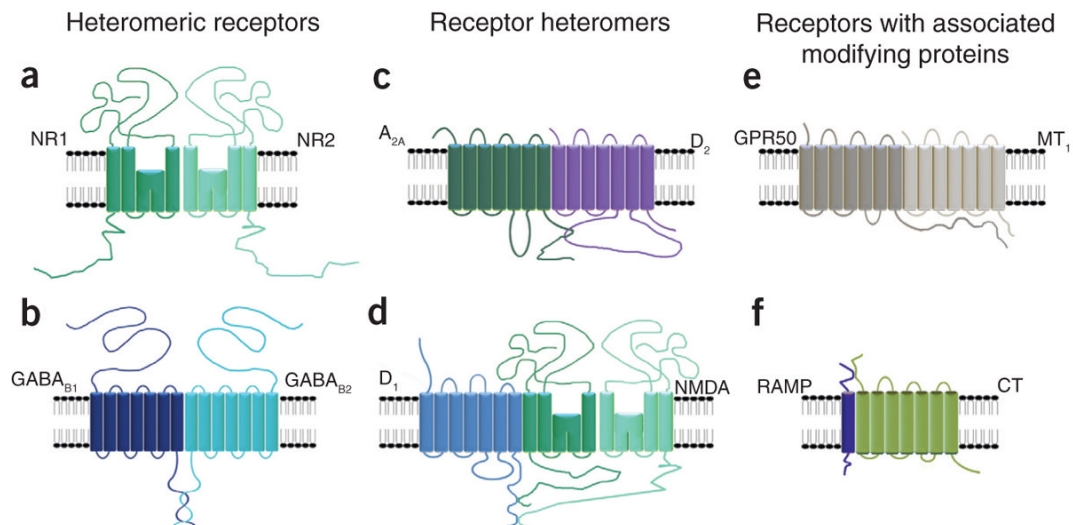 Heteromeric receptors
Receptor heteromers
Receptors with associated
modifying proteins
a
NR1
NR2
c
A2A
D2
e
GPR50
MT1
b
GABAB1
GABAB2
d
D1
NMDA
f
RAMP
CT